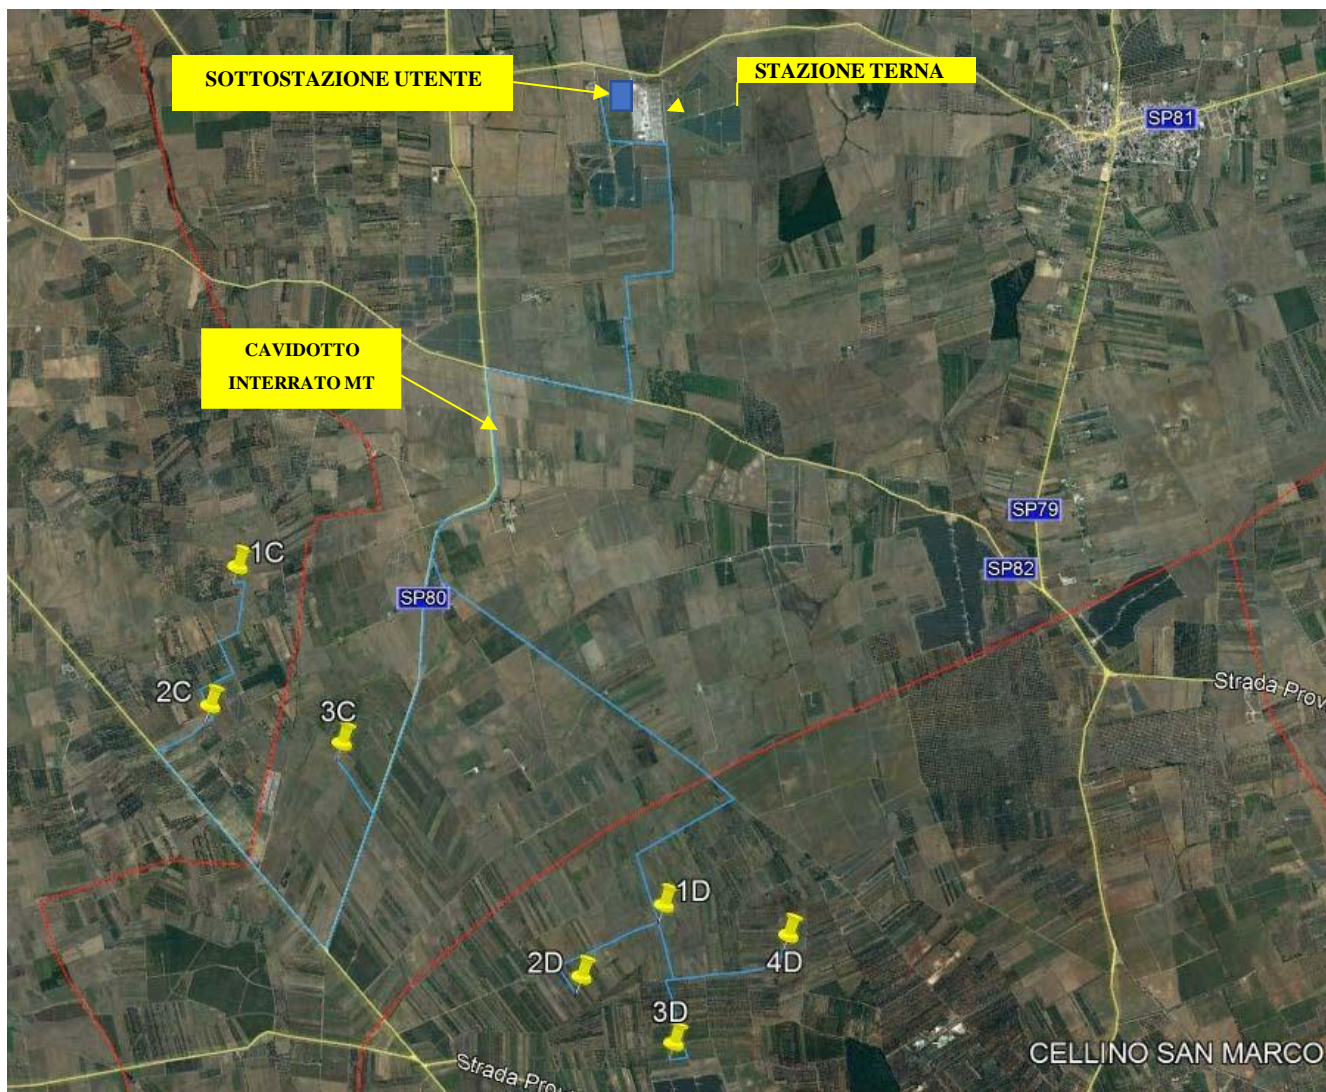 SOTTOSTAZIONE UTENTE
STAZIONE TERNA
SP81
CAVIDOTTO
INTERRATO MT
SP79
1C
SP82
SP80
2C
Strada Prov
3C
1D
4D
2D
3D
CELLINO SAN MARCO
Strada Prov